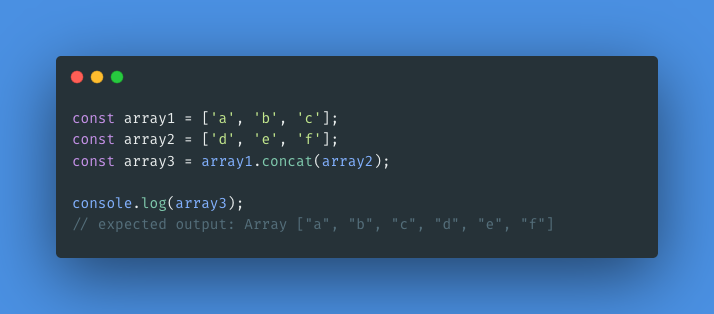 const array1 = ['a', 'b', 'c'];
const array2 = ['d', 'e', 'f'];
const array3 = array1.concat(array2);
console.log(array3);
// expected output: Array ["a", "b", "c", "d", "e", "f"]